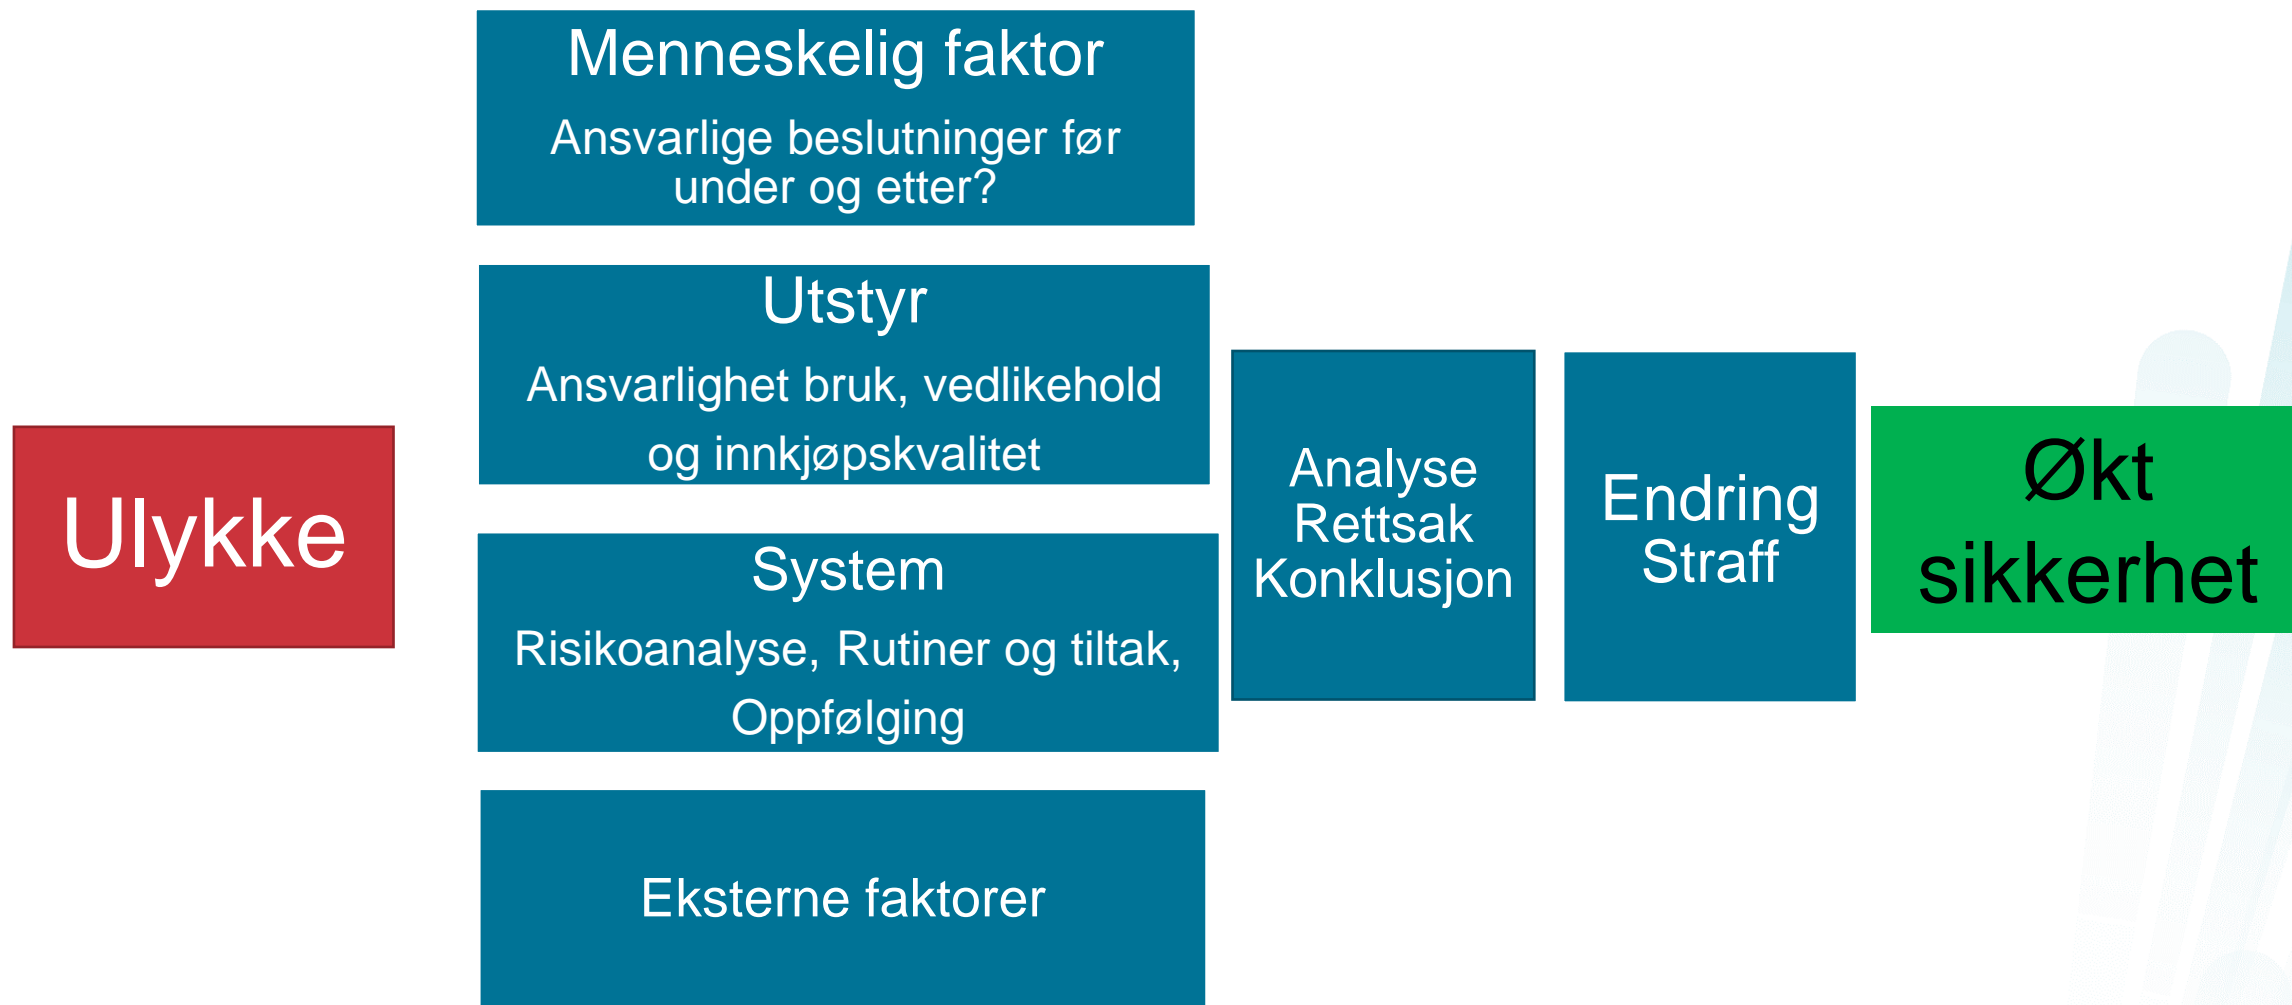 Ulykke
Menneskelig faktor
Ansvarlige beslutninger før
under og etter?
Utstyr
Ansvarlighet bruk, vedlikehold
og innkjøpskvalitet
System
Risikoanalyse, Rutiner og tiltak,
Oppfølging
Eksterne faktorer
Analyse
Rettsak
Konklusjon
Endring
Straff
Økt
sikkerhet